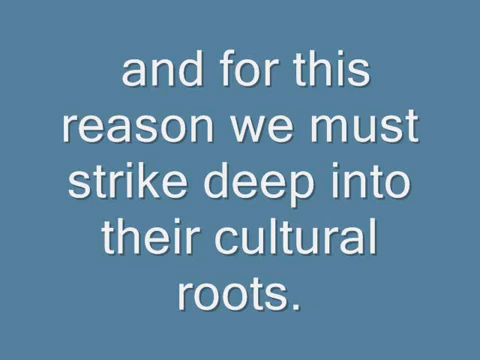 and for this
reason we must
strike deep into
their cultural
roots.